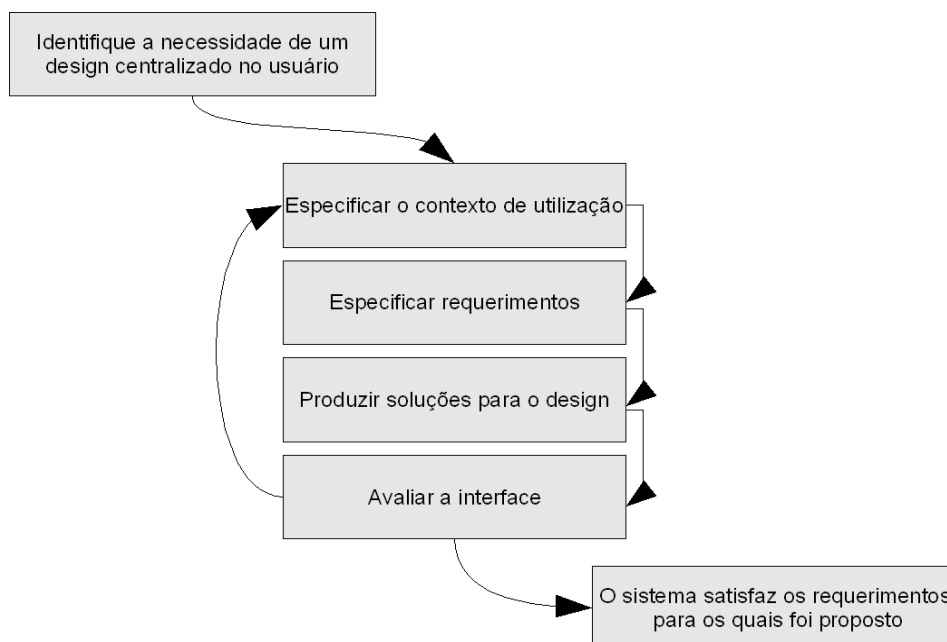 Identifique a necessidade de um
design centralizado no usuário
Especificar o contexto de utilização
Especificar requerimentos
Produzir soluções para o design
Avaliar a interface
O sistema satisfaz os requerimentos
para os quais foi proposto